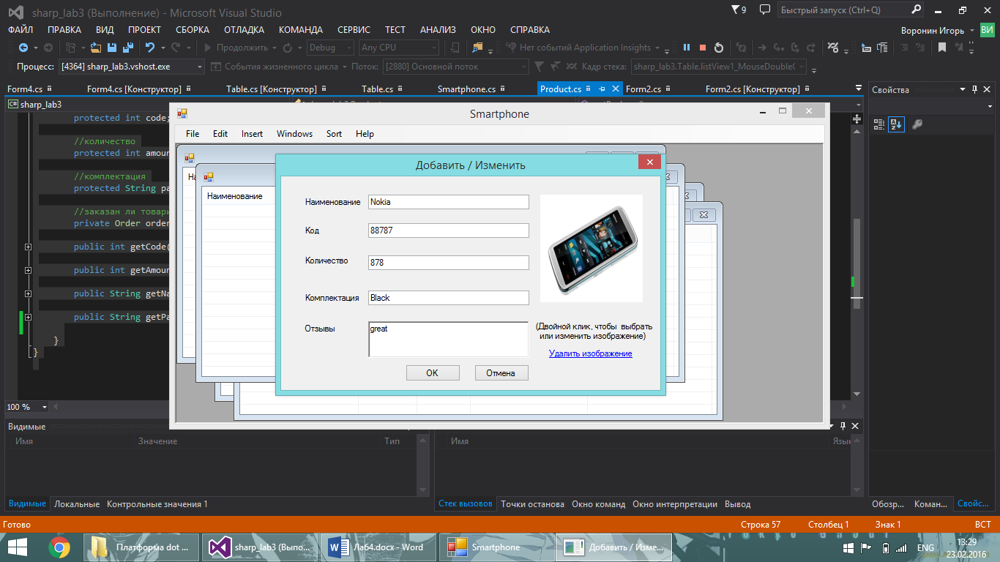 sharp_lab3 (Выполнение) - Microsoft Visual Studio
9
Быстрый запуск (Ctrl+Q)
ФАЙЛ ПРАВКА ВИД ПРОЕКТ СБОРКА ОТЛАДКА КОМАНДА СЕРВИС ТЕСТ АНАЛИЗ ОКНО СПРАВКА
Воронин Игорь ВИ
Продолжить Debug Any CPU Нет событий Application Insights
Процесс: [4364] sharp_lab3.vshost.exe События жизненного цикла Поток: [2880] Основной поток Кадр стека: sharp_lab3.Table.listView1_MouseDoubleC
Form4.cs Form4.cs [Конструктор] Table.cs [Конструктор] Table.cs Smartphone.cs Product.cs Form2.cs Form2.cs [Конструктор]
Свойства
C# sharp_lab3
protected int code;
//количество
protected int amour
//комплектация
protected String pa
//заказан ли товари
private Order order
public int getCode(
public int getAmour
public String getNa
public String getPa
}
}
100 %
Smartphone
File Edit Insert Windows Sort Help
На
Наименование
Добавить / Изменить
Наименование Nokia
Код 88787
Количество 878
Комплектация Black
Отзывы great
(Двойной клик, чтобы выбрать
или изменить изображение)
Удалить изображение
OK Отмена
Видимые
Имя Значение Тип
Имя Язык
Видимые Локальные Контрольные значения 1
Стек вызовов Точки останова Окно команд Окно интерпретации Вывод
Обозр... Коман... Свойс...
Готово Строка 57 Столбец 1 Знак 1 ВСТ
Платформа dot ... sharp_lab3 (Выпо... Лаб4.docx - Word Smartphone Добавить / Изме...
ENG
13:29
23.02.2016